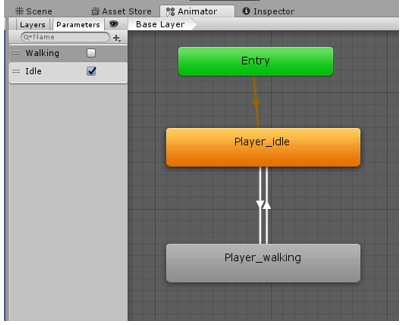 Scene Asset Store Animator Inspector
Layers Parameters Base Layer
Name
Walking
Idle
Entry
Player_idle
Player_walking